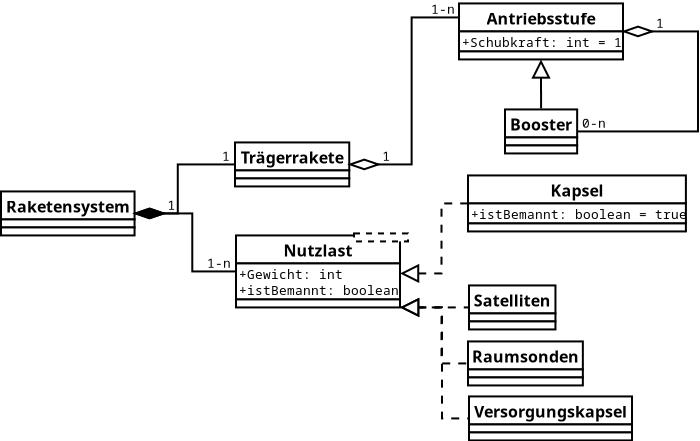 1-n
Antriebsstufe
1
+Schubkraft: int = 1
Booster
0-n
1
Trägerrakete
1
Kapsel
+istBemannt: boolean = true
Raketensystem
1
1-n
Nutzlast
+Gewicht: int
+istBemannt: boolean
Satelliten
Raumsonden
Versorgungskapsel